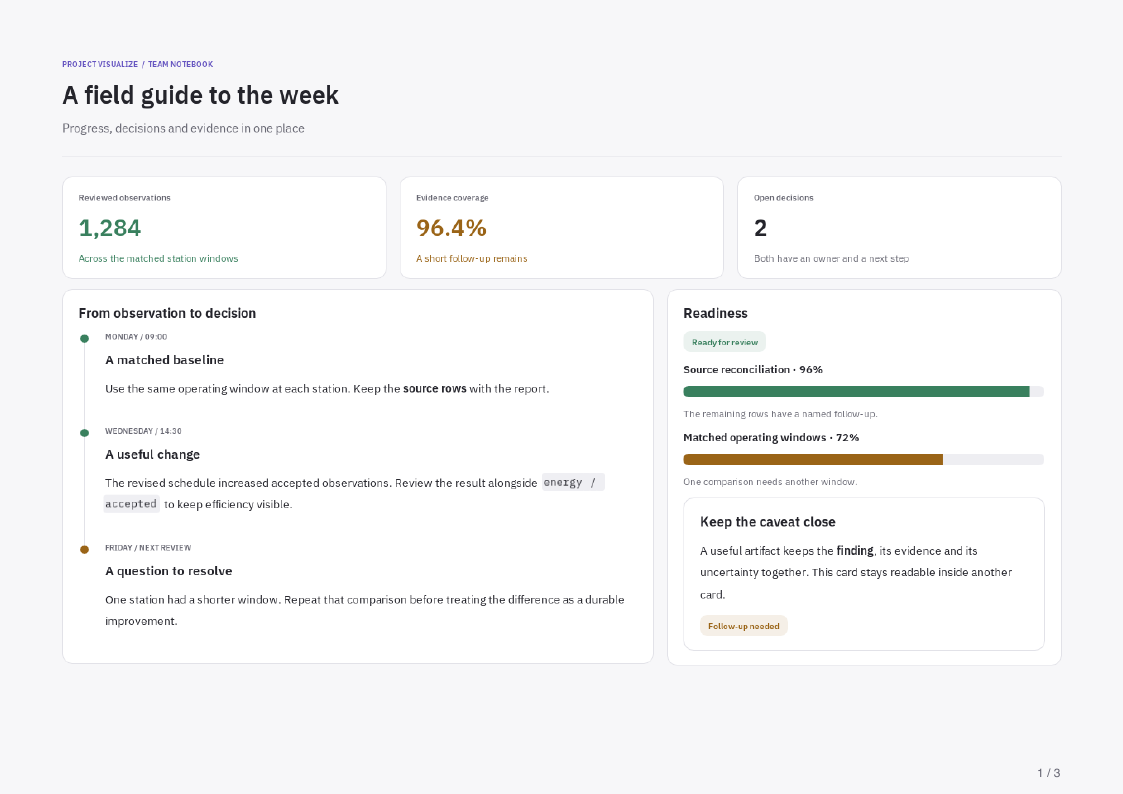 PROJECT VISUALIZE / TEAM NOTEBOOK
A field guide to the week
Progress, decisions and evidence in one place
Reviewed observations
1,284
Across the matched station windows
Evidence coverage
96.4%
A short follow-up remains
Open decisions
2
Both have an owner and a next step
From observation to decision
MONDAY / 09:00
A matched baseline
Use the same operating window at each station. Keep the source rows with the report.
WEDNESDAY / 14:30
A useful change
The revised schedule increased accepted observations. Review the result alongside energy /
accepted to keep efficiency visible.
FRIDAY / NEXT REVIEW
A question to resolve
One station had a shorter window. Repeat that comparison before treating the difference as a durable
improvement.
Readiness
Ready for review
Source reconciliation · 96%
The remaining rows have a named follow-up.
Matched operating windows · 72%
One comparison needs another window.
Keep the caveat close
A useful artifact keeps the finding, its evidence and its
uncertainty together. This card stays readable inside another
card.
Follow-up needed
1 / 3